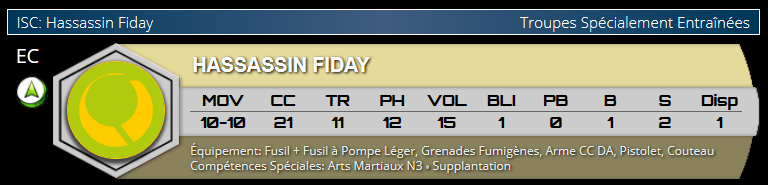 ISC: Hassassin Fiday
Troupes Spécialement Entraînées
EC
HASSASSIN FIDAY
MOV CC TR PH VOL BLI PB B S Disp
10-10 21 11 12 15 1 0 1 2 1
Équipement: Fusil + Fusil à Pompe Léger, Grenades Fumigènes, Arme CC DA, Pistolet, Couteau
Compétences Spéciales: Arts Martiaux N3 • Supplantation